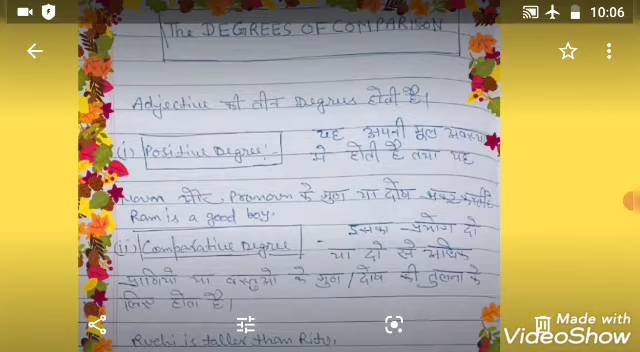 10:06
The DEGREES OF COMPARISON
Adjective की तीन Degrees होती है।
(i) Positive Degree: यह अपनी मूल अवस्था
में होती है तथा यह
Noun और Pronoun के गुण या दोष प्रकट करती है
Ram is a good boy.
(ii) Comparative Degree - इसका प्रयोग दो
या दो से अधिक
प्राणियो या वस्तुओ के गुण/दोष की तुलना के
लिए होता है।
Ruchi is taller than Ritu.
Made with
VideoShow